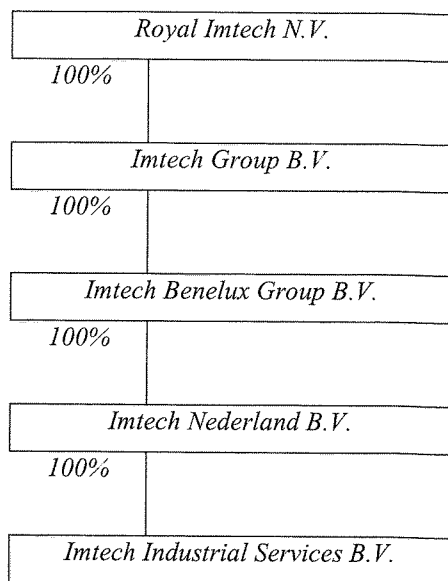 Royal Imtech N.V.
100%
Imtech Group B.V.
100%
Imtech Benelux Group B.V.
100%
Imtech Nederland B.V.
100%
Imtech Industrial Services B.V.